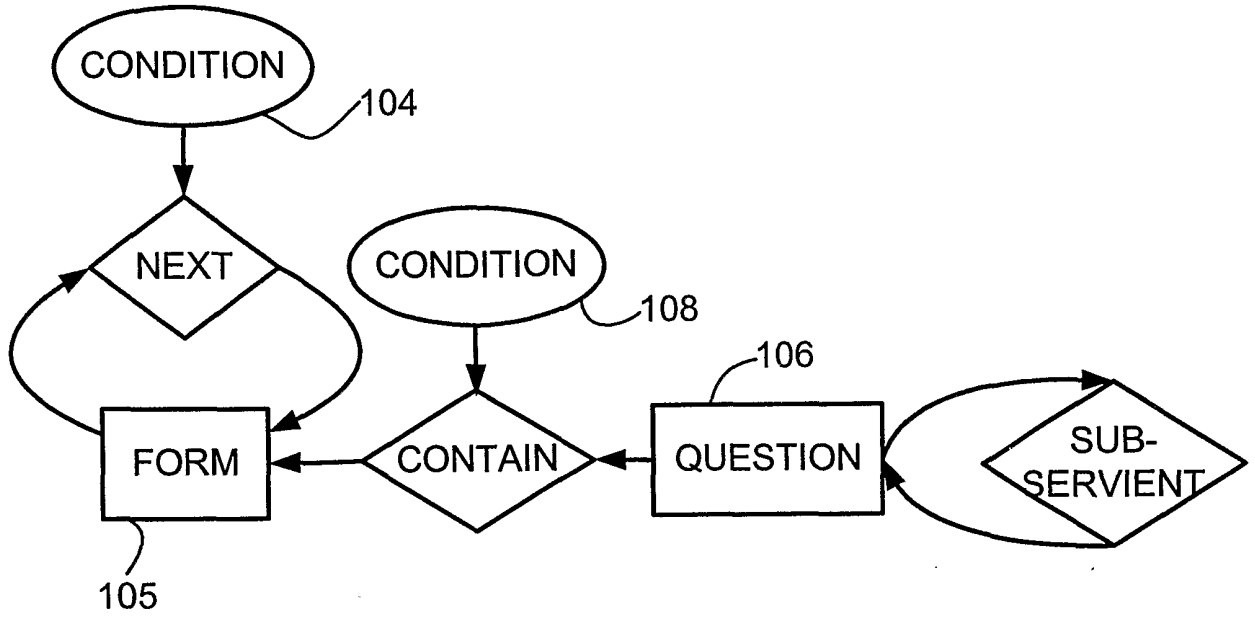 CONDITION
104
NEXT
CONDITION
108
106
FORM
CONTAIN
QUESTION
SUB-
SERVIENT
105